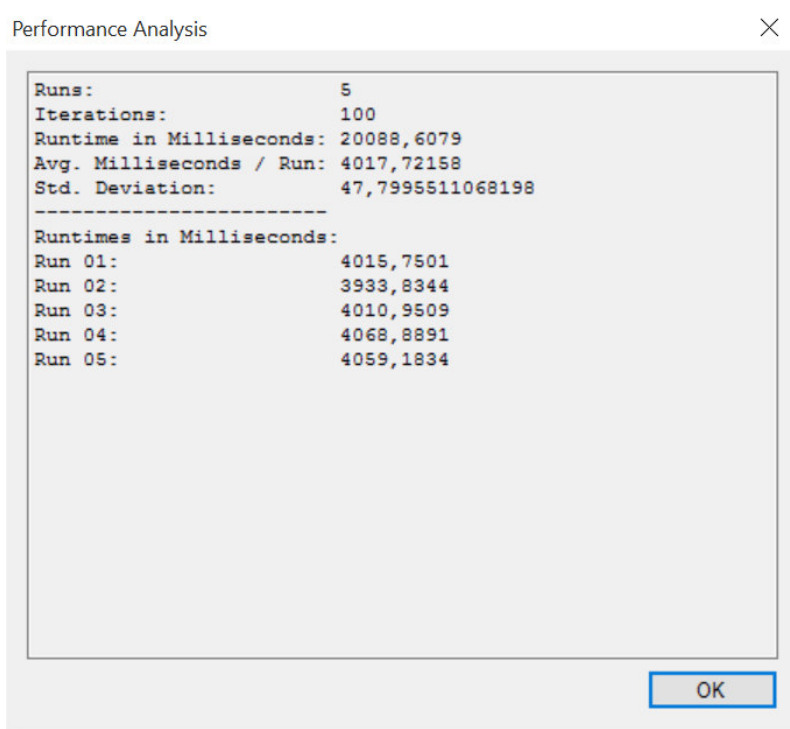 Performance Analysis
Runs: 5
Iterations: 100
Runtime in Milliseconds: 20088,6079
Avg. Milliseconds / Run: 4017,72158
Std. Deviation: 47,7995511068198
------------------------
Runtimes in Milliseconds:
Run 01: 4015,7501
Run 02: 3933,8344
Run 03: 4010,9509
Run 04: 4068,8891
Run 05: 4059,1834
OK